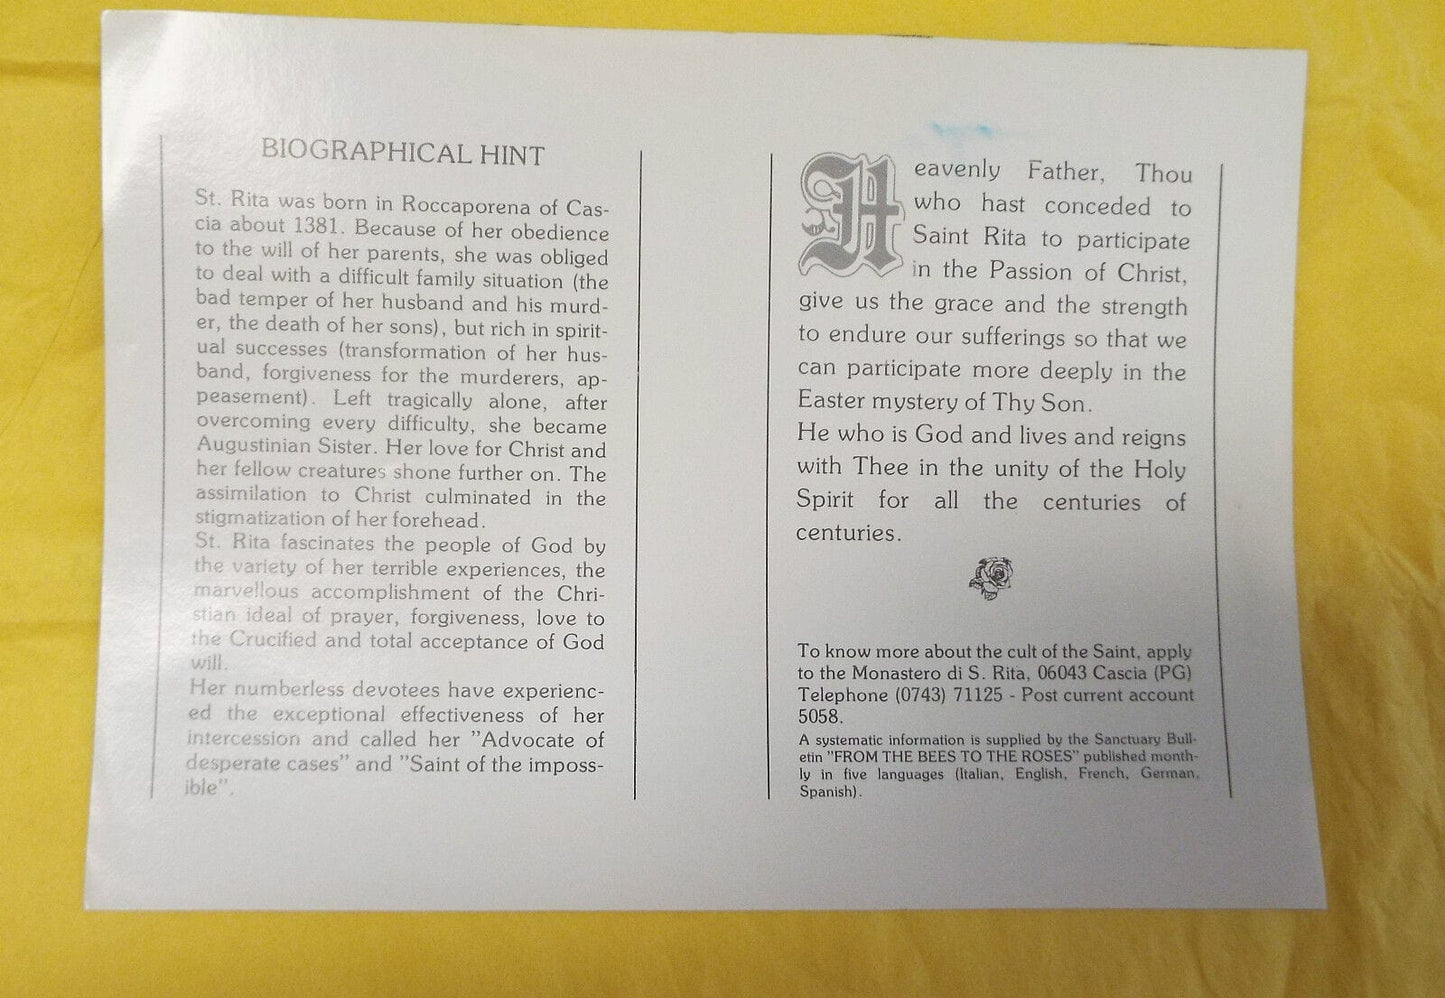 BIOGRAPHICAL HINT
St. Rita was born in Roccaporena of Cas-
cia about 1381. Because of her obedience
to the will of her parents, she was obliged
to deal with a difficult family situation (the
bad temper of her husband and his murd-
er, the death of her sons), but rich in spirit-
ual successes (transformation of her hus-
band, forgiveness for the murderers, ap-
peasement). Left tragically alone, after
overcoming every difficulty, she became
Augustinian Sister. Her love for Christ and
her fellow creatures shone further on. The
assimilation to Christ culminated in the
stigmatization of her forehead.
St. Rita fascinates the people of God by
the variety of her terrible experiences, the
marvellous accomplishment of the Chri-
stian ideal of prayer, forgiveness, love to
the Crucified and total acceptance of God
will.
Her numberless devotees have experienc-
ed the exceptional effectiveness of her
intercession and called her "Advocate of
desperate cases" and "Saint of the imposs-
ible".
Heavenly Father, Thou
who hast conceded to
Saint Rita to participate
in the Passion of Christ,
give us the grace and the strength
to endure our sufferings so that we
can participate more deeply in the
Easter mystery of Thy Son.
He who is God and lives and reigns
with Thee in the unity of the Holy
Spirit for all the centuries of
centuries.
To know more about the cult of the Saint, apply
to the Monastero di S. Rita, 06043 Cascia (PG)
Telephone (0743) 71125 - Post current account
5058.
A systematic information is supplied by the Sanctuary Bull-
etin "FROM THE BEES TO THE ROSES" published month-
ly in five languages (Italian, English, French, German,
Spanish).